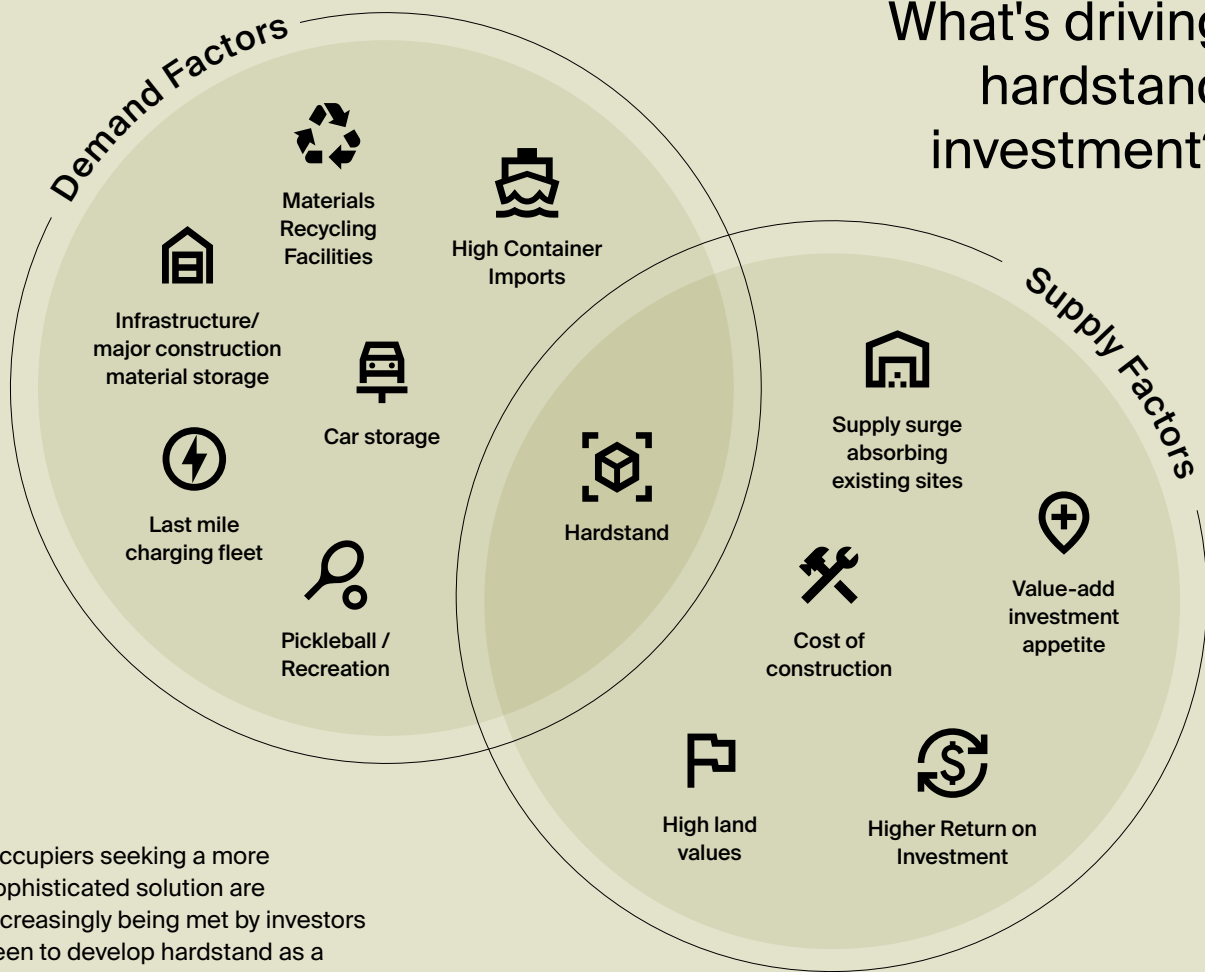 What's driving
hardstand
investment?
Demand Factors
Materials
Recycling
Facilities
High Container
Imports
Infrastructure/
major construction
material storage
Car storage
Last mile
charging fleet
Pickleball /
Recreation
Hardstand
Supply Factors
Supply surge
absorbing
existing sites
Value-add
investment
appetite
Cost of
construction
High land
values
Higher Return on
Investment
ccupiers seeking a more
ophisticated solution are
creasingly being met by investors
een to develop hardstand as a